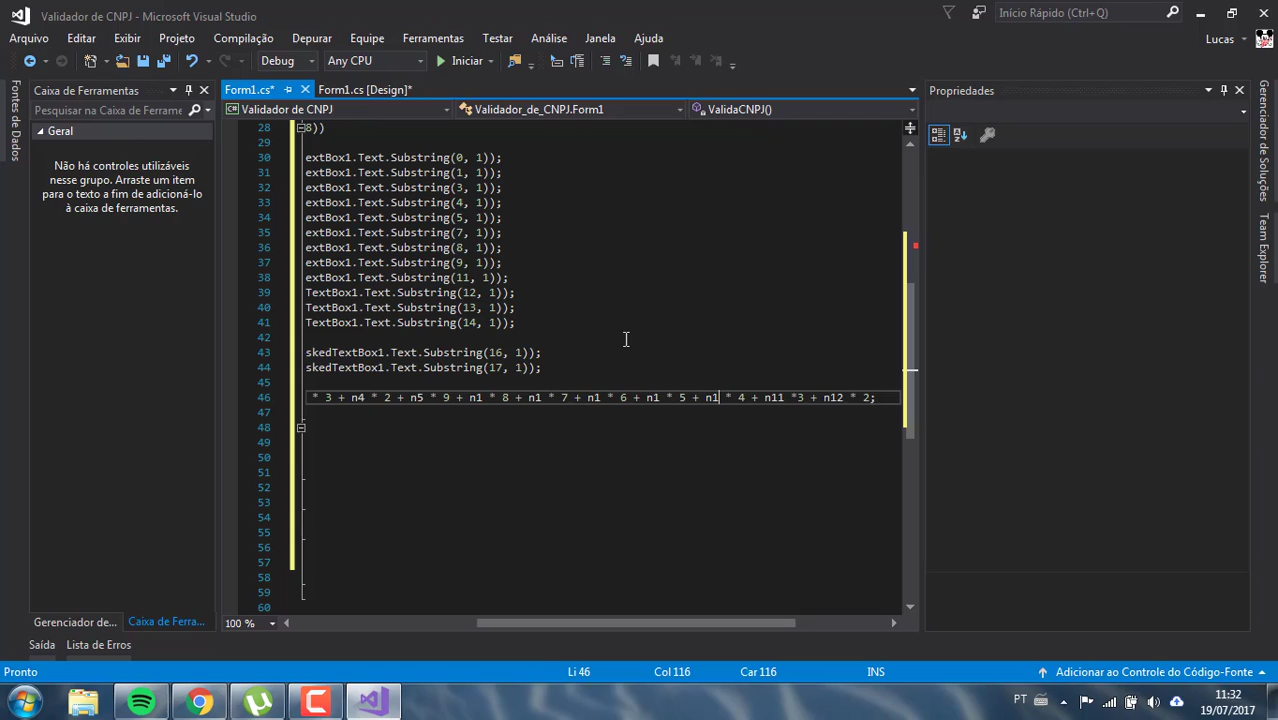 Validador de CNPJ - Microsoft Visual Studio
Início Rápido (Ctrl+Q)
Arquivo Editar Exibir Projeto Compilação Depurar Equipe Ferramentas Testar Análise Janela Ajuda
Lucas
Debug Any CPU Iniciar
Fontes de Dados
Caixa de Ferramentas
Pesquisar na Caixa de Ferrame
Geral
Não há controles utilizáveis
nesse grupo. Arraste um item
para o texto a fim de adicioná-lo
à caixa de ferramentas.
Gerenciador de... Caixa de Ferra...
Form1.cs* Form1.cs [Design]*
Validador de CNPJ Validador_de_CNPJ.Form1 ValidaCNPJ()
28 8))
29
30 extBox1.Text.Substring(0, 1));
31 extBox1.Text.Substring(1, 1));
32 extBox1.Text.Substring(3, 1));
33 extBox1.Text.Substring(4, 1));
34 extBox1.Text.Substring(5, 1));
35 extBox1.Text.Substring(7, 1));
36 extBox1.Text.Substring(8, 1));
37 extBox1.Text.Substring(9, 1));
38 extBox1.Text.Substring(11, 1));
39 TextBox1.Text.Substring(12, 1));
40 TextBox1.Text.Substring(13, 1));
41 TextBox1.Text.Substring(14, 1));
42
43 skedTextBox1.Text.Substring(16, 1));
44 skedTextBox1.Text.Substring(17, 1));
45
46 * 3 + n4 * 2 + n5 * 9 + n1 * 8 + n1 * 7 + n1 * 6 + n1 * 5 + n1 * 4 + n11 *3 + n12 * 2;
47
48
49
50
51
52
53
54
55
56
57
58
59
60
100 %
Propriedades
Gerenciador de Soluções
Team Explorer
Saída Lista de Erros
Pronto Li 46 Col 116 Car 116 INS Adicionar ao Controle do Código-Fonte
PT
11:32
19/07/2017